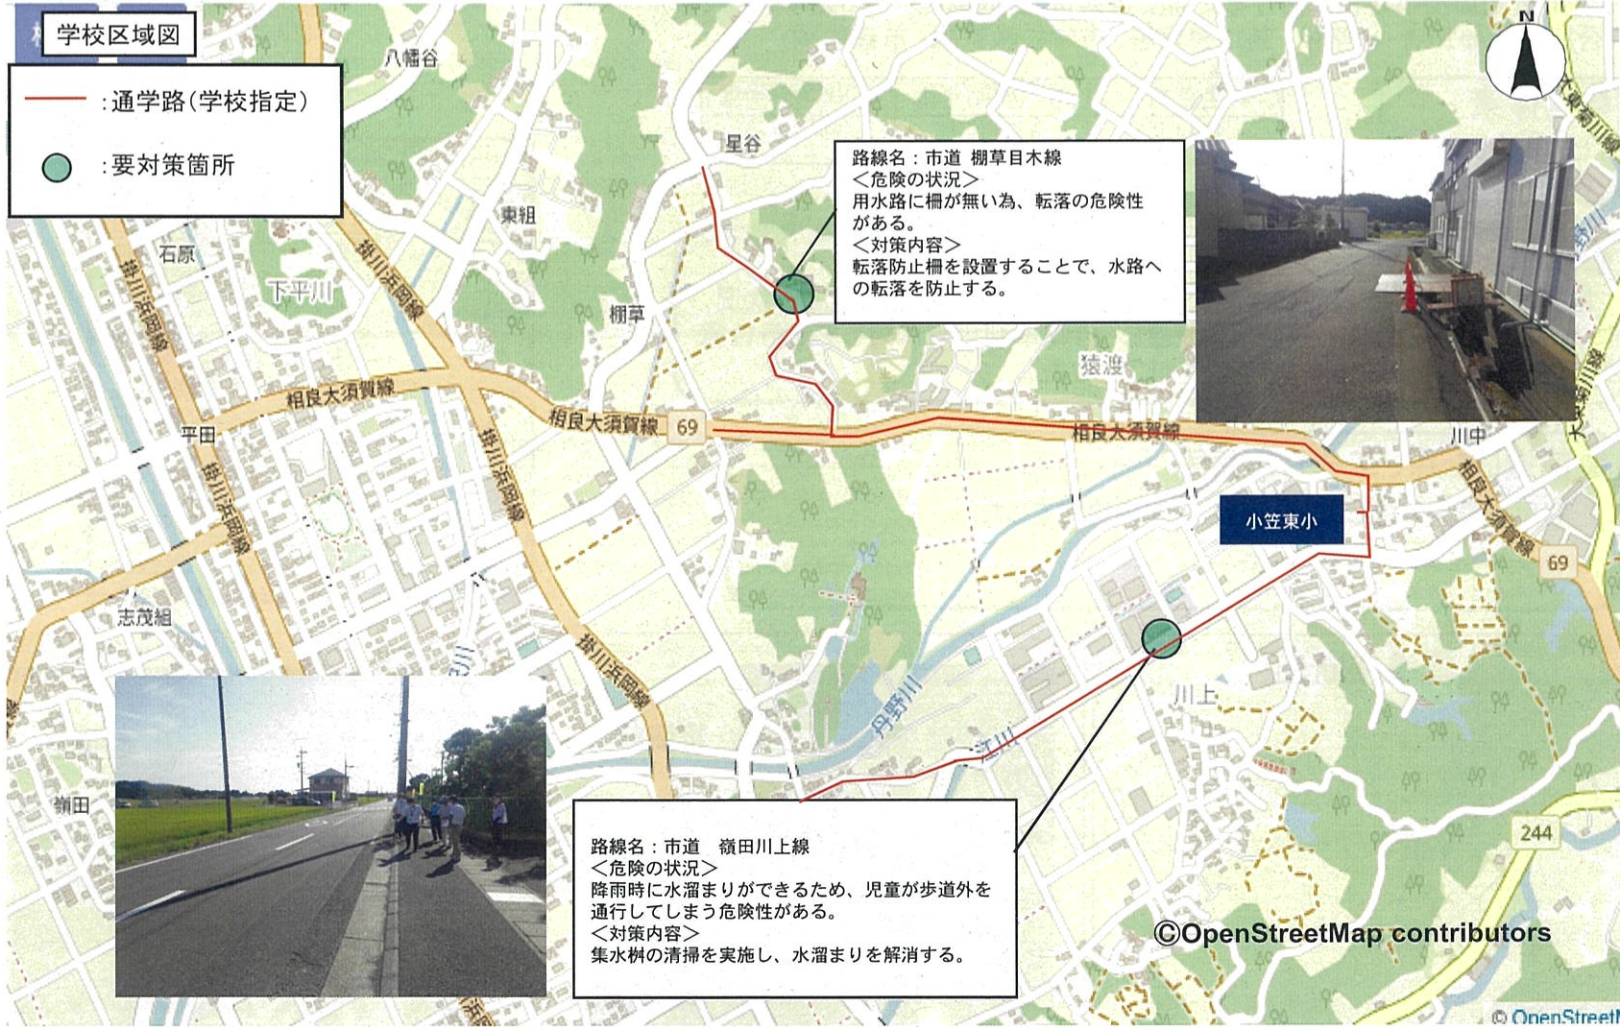 学校区域図
:通学路(学校指定)
:要対策箇所
N
八幡谷
星谷
東組
石原
下平川
棚草
猿渡
平田
志茂組
嶺田
川中
川上
掛川浜岡線
掛川浜岡線
掛川浜岡線
掛川浜岡線
掛川浜岡線
相良大須賀線
相良大須賀線
相良大須賀線
相良大須賀線
大東菊川線
69
69
244
丹野川
江川
小笠東小
路線名:市道 棚草目木線
<危険の状況>
用水路に柵が無い為、転落の危険性
がある。
<対策内容>
転落防止柵を設置することで、水路へ
の転落を防止する。
路線名:市道 嶺田川上線
<危険の状況>
降雨時に水溜まりができるため、児童が歩道外を
通行してしまう危険性がある。
<対策内容>
集水桝の清掃を実施し、水溜まりを解消する。
©OpenStreetMap contributors